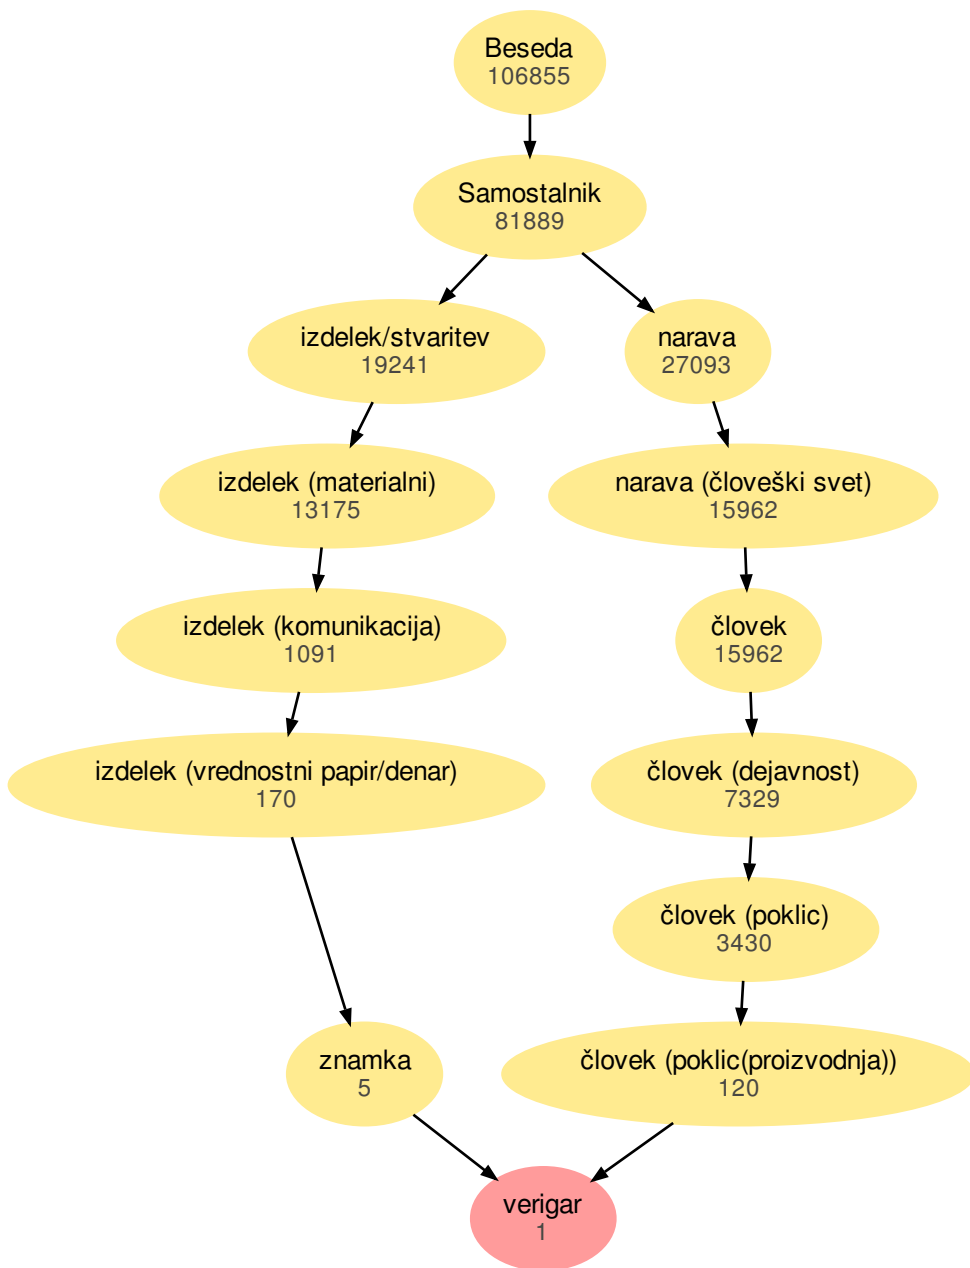 Beseda
106855
Samostalnik
81889
izdelek/stvaritev
19241
narava
27093
izdelek (materialni)
13175
narava (človeški svet)
15962
izdelek (komunikacija)
1091
človek
15962
izdelek (vrednostni papir/denar)
170
človek (dejavnost)
7329
človek (poklic)
3430
znamka
5
človek (poklic(proizvodnja))
120
verigar
1